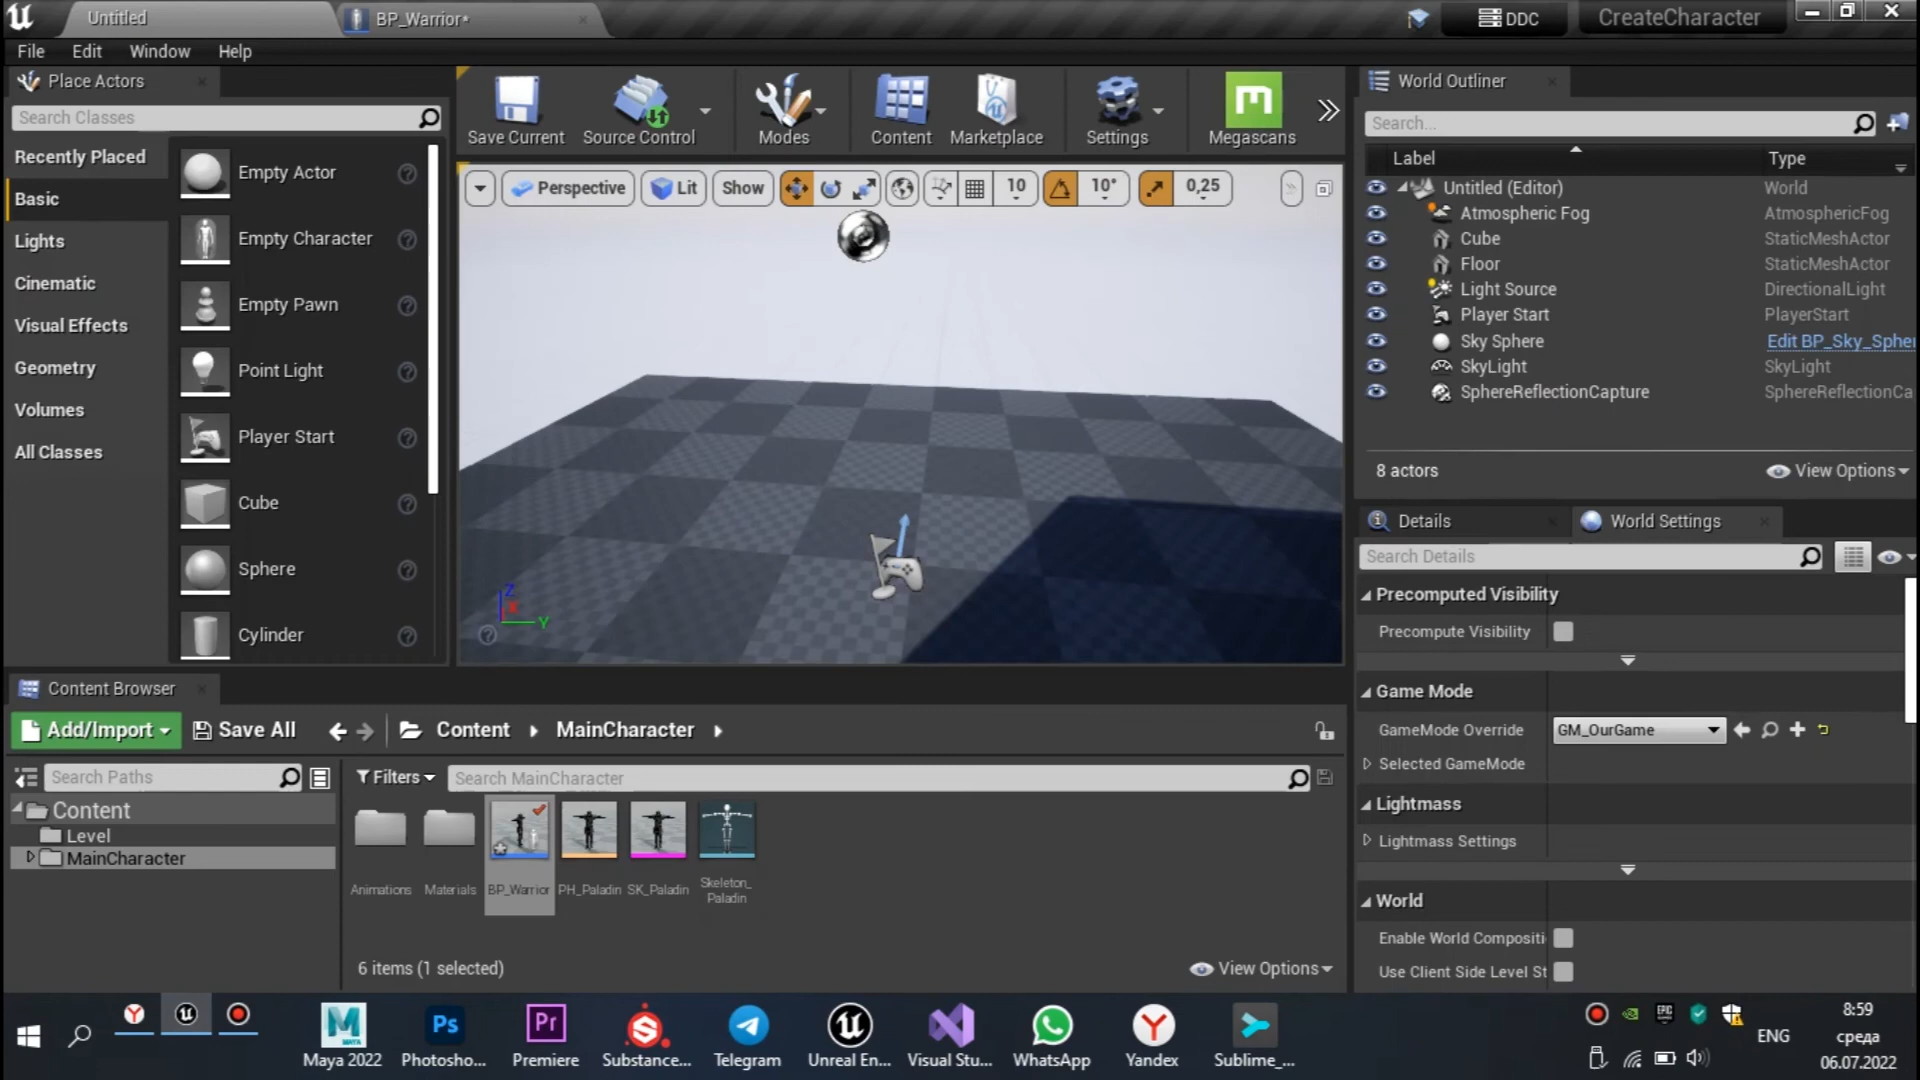 Untitled
BP_Warrior*
DDC
CreateCharacter
File Edit Window Help
Place Actors
Search Classes
Recently Placed
Basic
Lights
Cinematic
Visual Effects
Geometry
Volumes
All Classes
Empty Actor
Empty Character
Empty Pawn
Point Light
Player Start
Cube
Sphere
Cylinder
Save Current
Source Control
Modes
Content
Marketplace
Settings
Megascans
Perspective
Lit
Show
10
10°
0,25
Z
X
Y
World Outliner
Search...
Label Type
Untitled (Editor) World
Atmospheric Fog AtmosphericFog
Cube StaticMeshActor
Floor StaticMeshActor
Light Source DirectionalLight
Player Start PlayerStart
Sky Sphere Edit BP_Sky_Spher
SkyLight SkyLight
SphereReflectionCapture SphereReflectionCa
8 actors
View Options
Details
World Settings
Search Details
Precomputed Visibility
Precompute Visibility
Game Mode
GameMode Override GM_OurGame
Selected GameMode
Lightmass
Lightmass Settings
World
Enable World Compositi
Use Client Side Level St
Content Browser
Add/Import
Save All
Content
MainCharacter
Search Paths
Content
Level
MainCharacter
Filters
Search MainCharacter
Animations
Materials
BP_Warrior
PH_Paladin
SK_Paladin
Skeleton_
Paladin
6 items (1 selected)
View Options
Maya 2022
Photosho...
Premiere
Substance...
Telegram
Unreal En...
Visual Stu...
WhatsApp
Yandex
Sublime_...
ENG
8:59
среда
06.07.2022